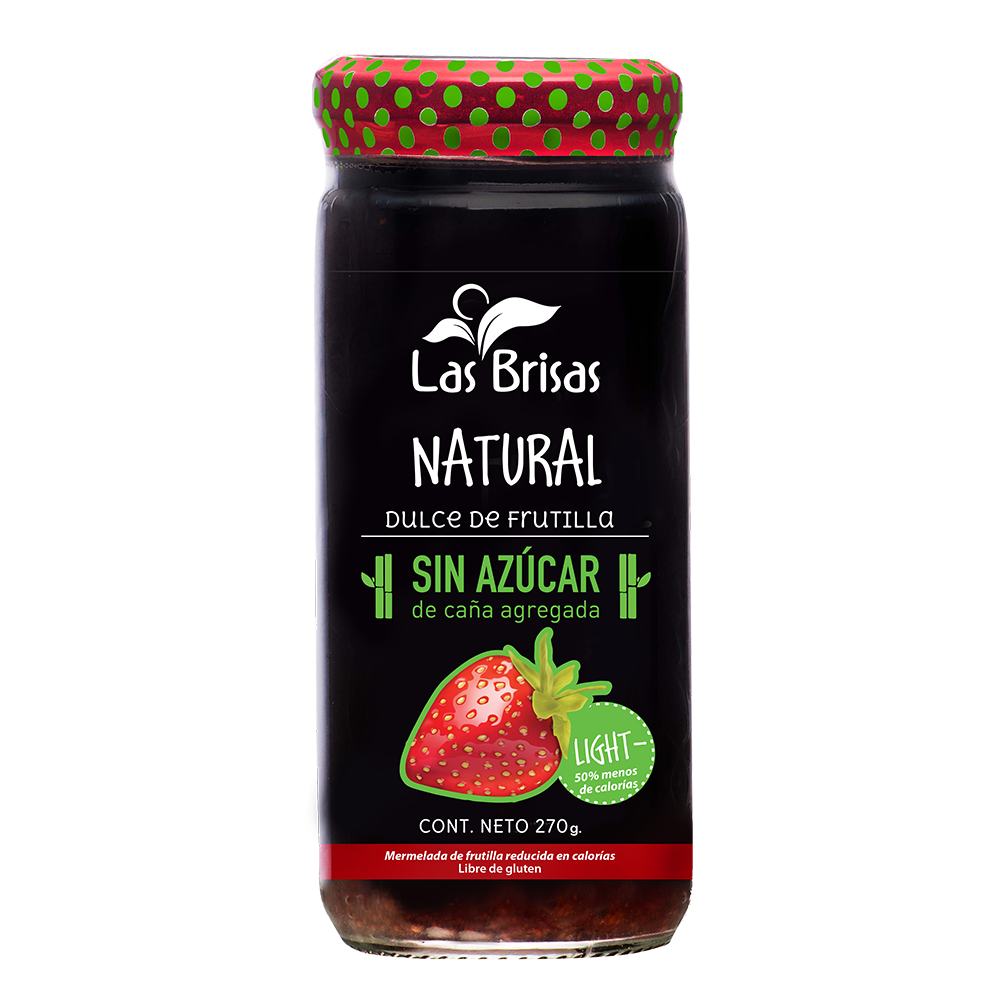 Las Brisas
NATURAL
DULCE DE FRUTILLA
SIN AZÚCAR
de caña agregada
LIGHT-
50% menos
de calorías
CONT. NETO 270g.
Mermelada de frutilla reducida en calorías
Libre de gluten